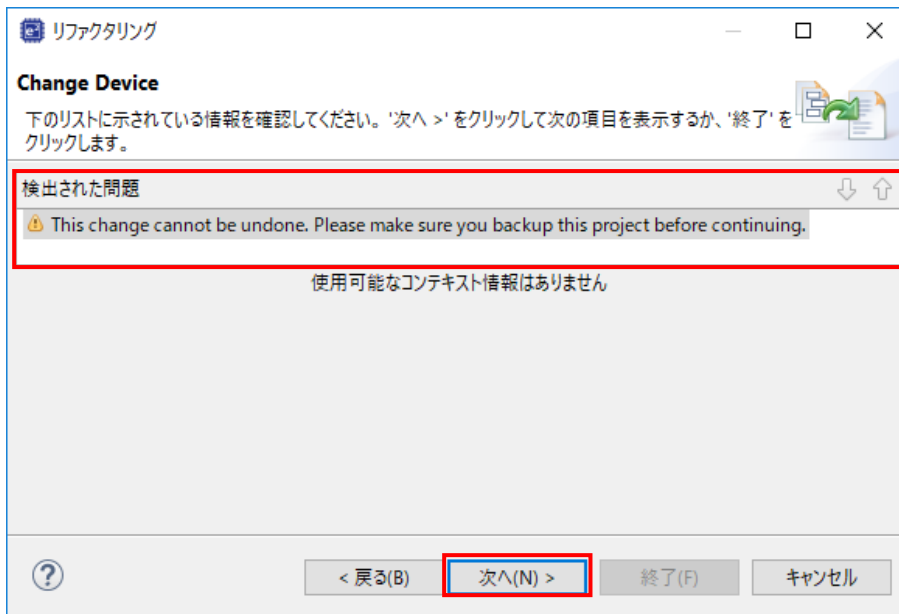 リファクタリング
Change Device
下のリストに示されている情報を確認してください。'次へ >' をクリックして次の項目を表示するか、'終了' を
クリックします。
検出された問題
This change cannot be undone. Please make sure you backup this project before continuing.
使用可能なコンテキスト情報はありません
< 戻る(B) 次へ(N) > 終了(F) キャンセル